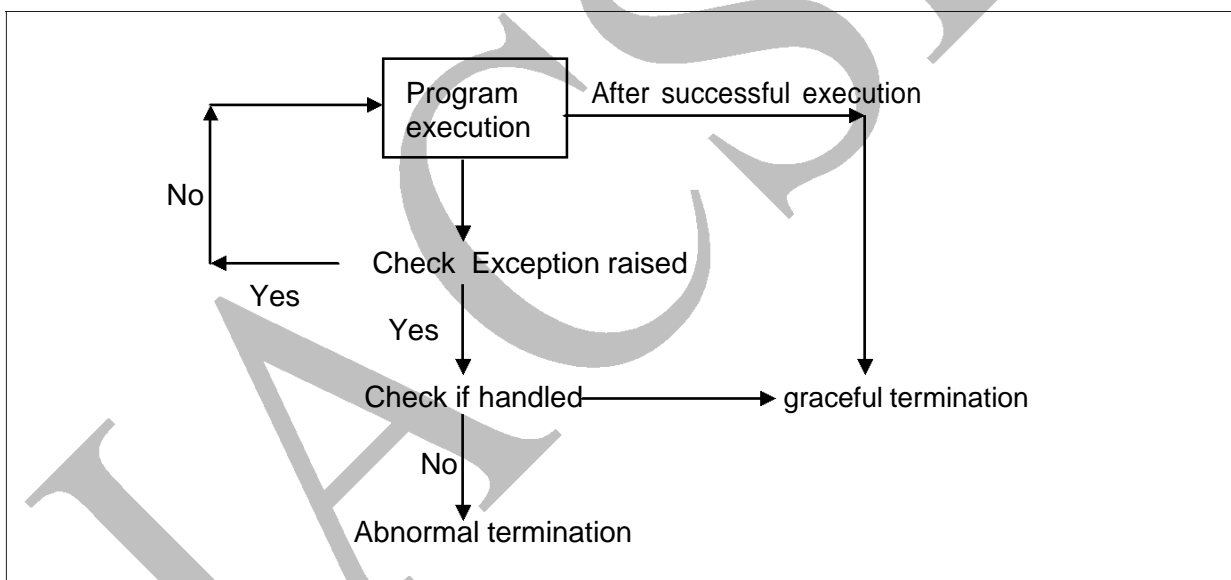 Program
execution
After successful execution
No
Check Exception raised
Yes
Yes
Check if handled
graceful termination
No
Abnormal termination